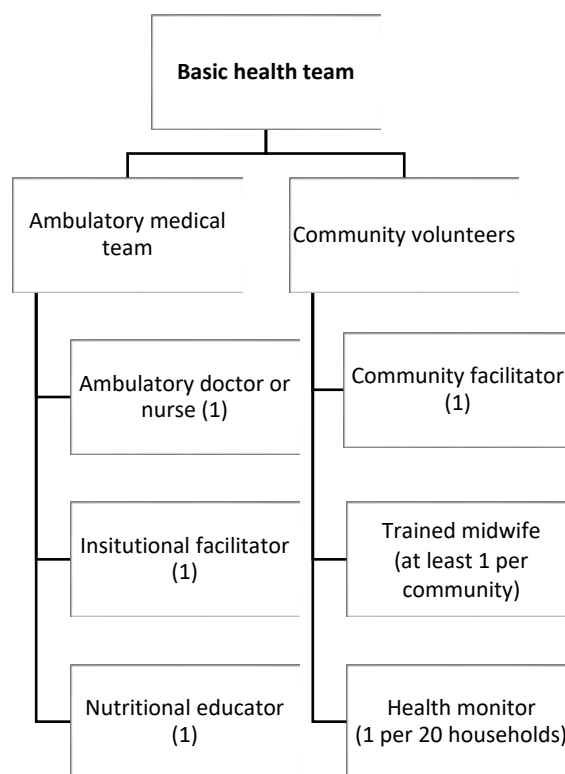 Basic health team
Ambulatory medical
team
Community volunteers
Ambulatory doctor or
nurse (1)
Community facilitator
(1)
Insitutional facilitator
(1)
Trained midwife
(at least 1 per
community)
Nutritional educator
(1)
Health monitor
(1 per 20 households)